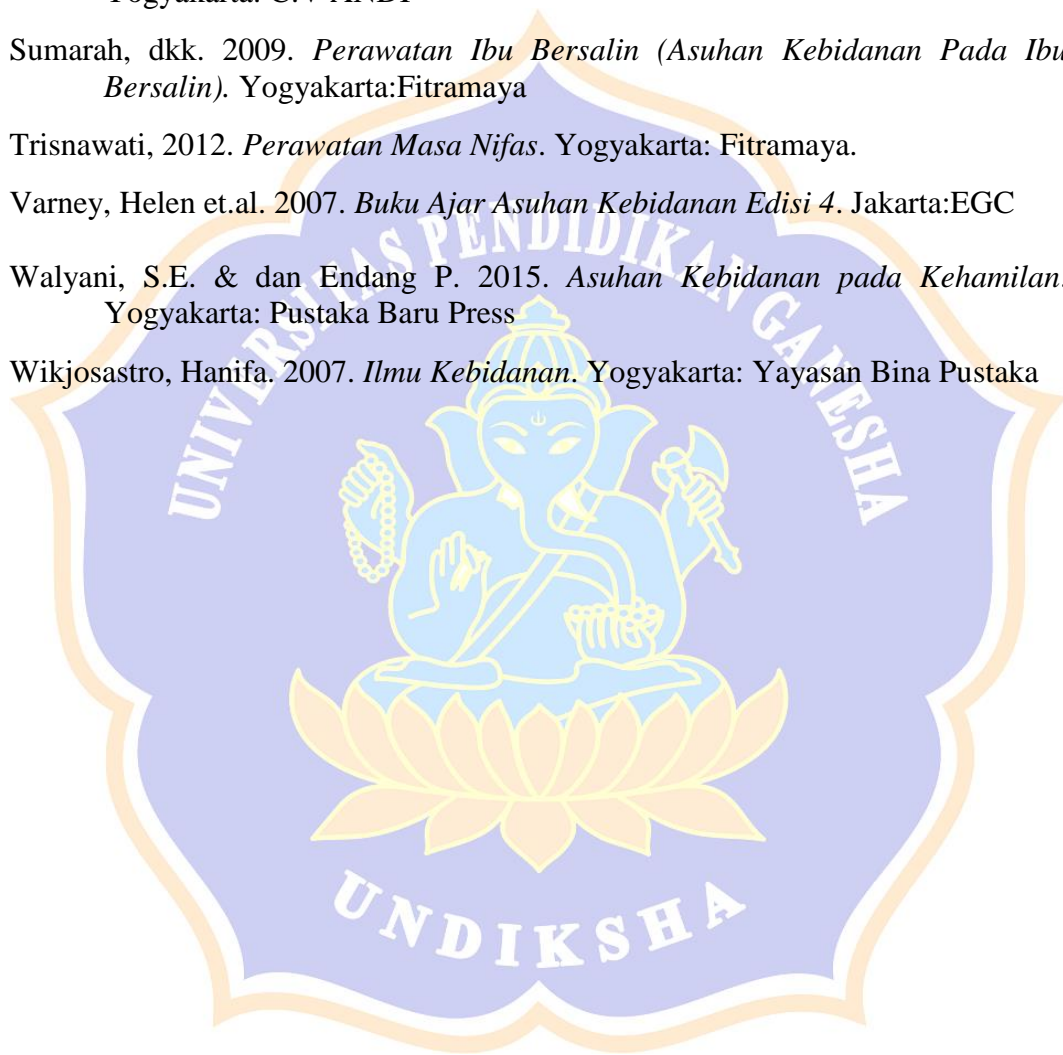 Yogyakarta: C.V ANDI
Sumarah, dkk. 2009. Perawatan Ibu Bersalin (Asuhan Kebidanan Pada Ibu
Bersalin). Yogyakarta:Fitramaya
Trisnawati, 2012. Perawatan Masa Nifas. Yogyakarta: Fitramaya.
Varney, Helen et.al. 2007. Buku Ajar Asuhan Kebidanan Edisi 4. Jakarta:EGC
Walyani, S.E. & dan Endang P. 2015. Asuhan Kebidanan pada Kehamilan.
Yogyakarta: Pustaka Baru Press
Wikjosastro, Hanifa. 2007. Ilmu Kebidanan. Yogyakarta: Yayasan Bina Pustaka
UNIVERSITAS PENDIDIKAN GANESHA
UNDIKSHA